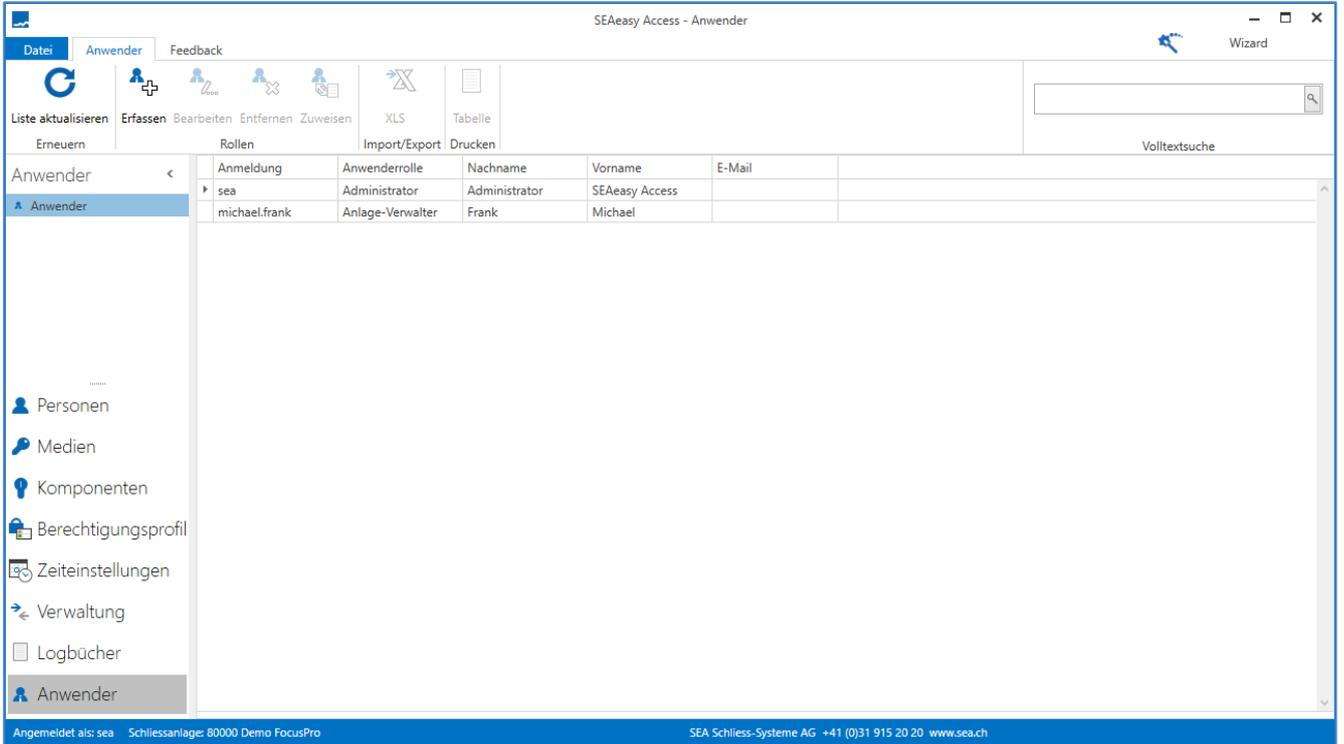 SEAeasy Access - Anwender
Datei Anwender Feedback Wizard
Liste aktualisieren Erfassen Bearbeiten Entfernen Zuweisen XLS Tabelle
Erneuern Rollen Import/Export Drucken Volltextsuche
Anwender
Anmeldung Anwenderrolle Nachname Vorname E-Mail
sea Administrator Administrator SEAeasy Access
Anwender
michael.frank Anlage-Verwalter Frank Michael
Personen
Medien
Komponenten
Berechtigungsprofil
Zeiteinstellungen
Verwaltung
Logbücher
Anwender
Angemeldet als: sea Schliessanlage: 80000 Demo FocusPro SEA Schliess-Systeme AG +41 (0)31 915 20 20 www.sea.ch